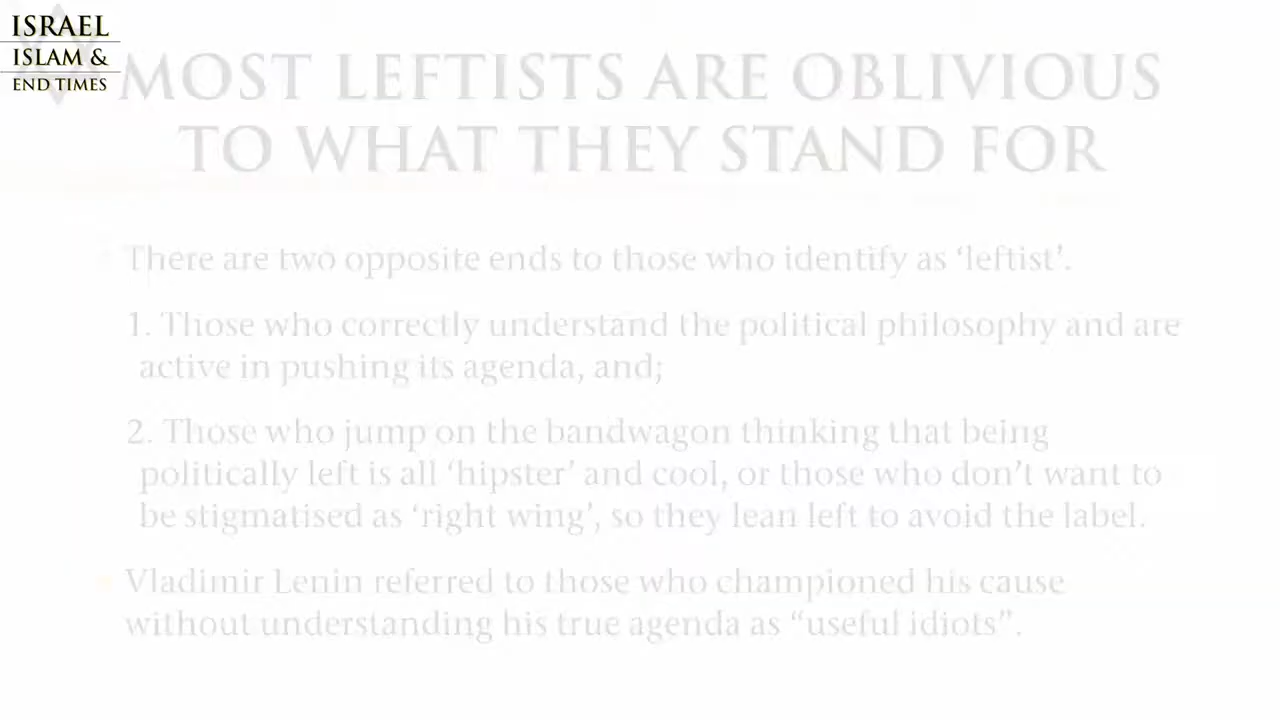 ISRAEL
ISLAM &
END TIMES
MOST LEFTISTS ARE OBLIVIOUS
TO WHAT THEY STAND FOR
There are two opposite ends to those who identify as ‘leftist’.
1. Those who correctly understand the political philosophy and are
active in pushing its agenda, and;
2. Those who jump on the bandwagon thinking that being
politically left is all ‘hipster’ and cool, or those who don’t want to
be stigmatised as ‘right wing’, so they lean left to avoid the label.
Vladimir Lenin referred to those who championed his cause
without understanding his true agenda as “useful idiots”.